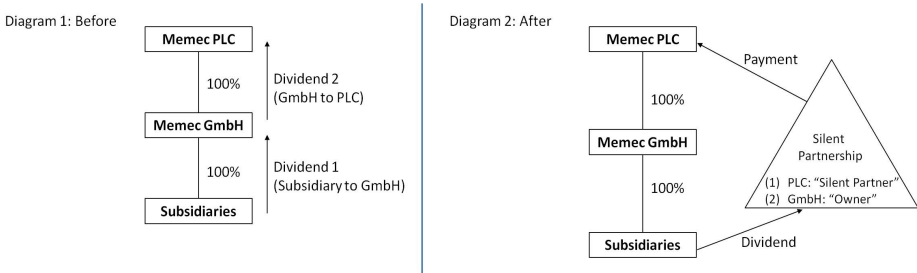 Diagram 1: Before
Memec PLC
100%
Dividend 2
(GmbH to PLC)
Memec GmbH
100%
Dividend 1
(Subsidiary to GmbH)
Subsidiaries
Diagram 2: After
Memec PLC
Payment
100%
Memec GmbH
100%
Silent
Partnership
(1) PLC: “Silent Partner”
(2) GmbH: “Owner”
Subsidiaries
Dividend